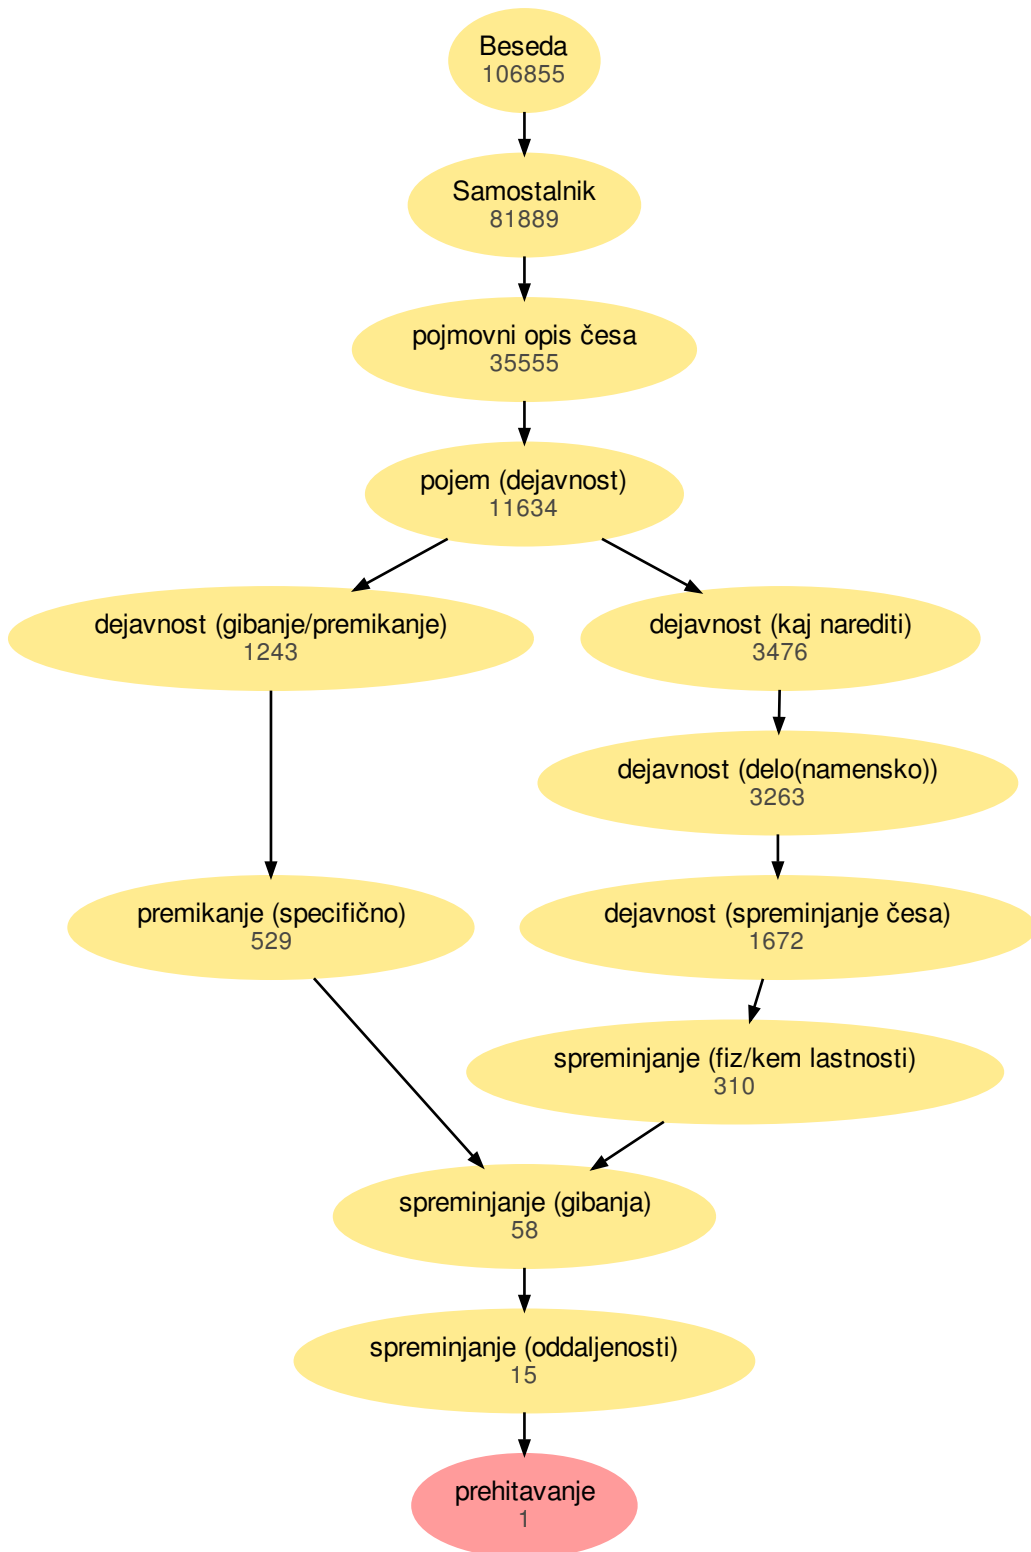 Beseda
106855
Samostalnik
81889
pojmovni opis česa
35555
pojem (dejavnost)
11634
dejavnost (gibanje/premikanje)
1243
dejavnost (kaj narediti)
3476
dejavnost (delo(namensko))
3263
premikanje (specifično)
529
dejavnost (spreminjanje česa)
1672
spreminjanje (fiz/kem lastnosti)
310
spreminjanje (gibanja)
58
spreminjanje (oddaljenosti)
15
prehitavanje
1